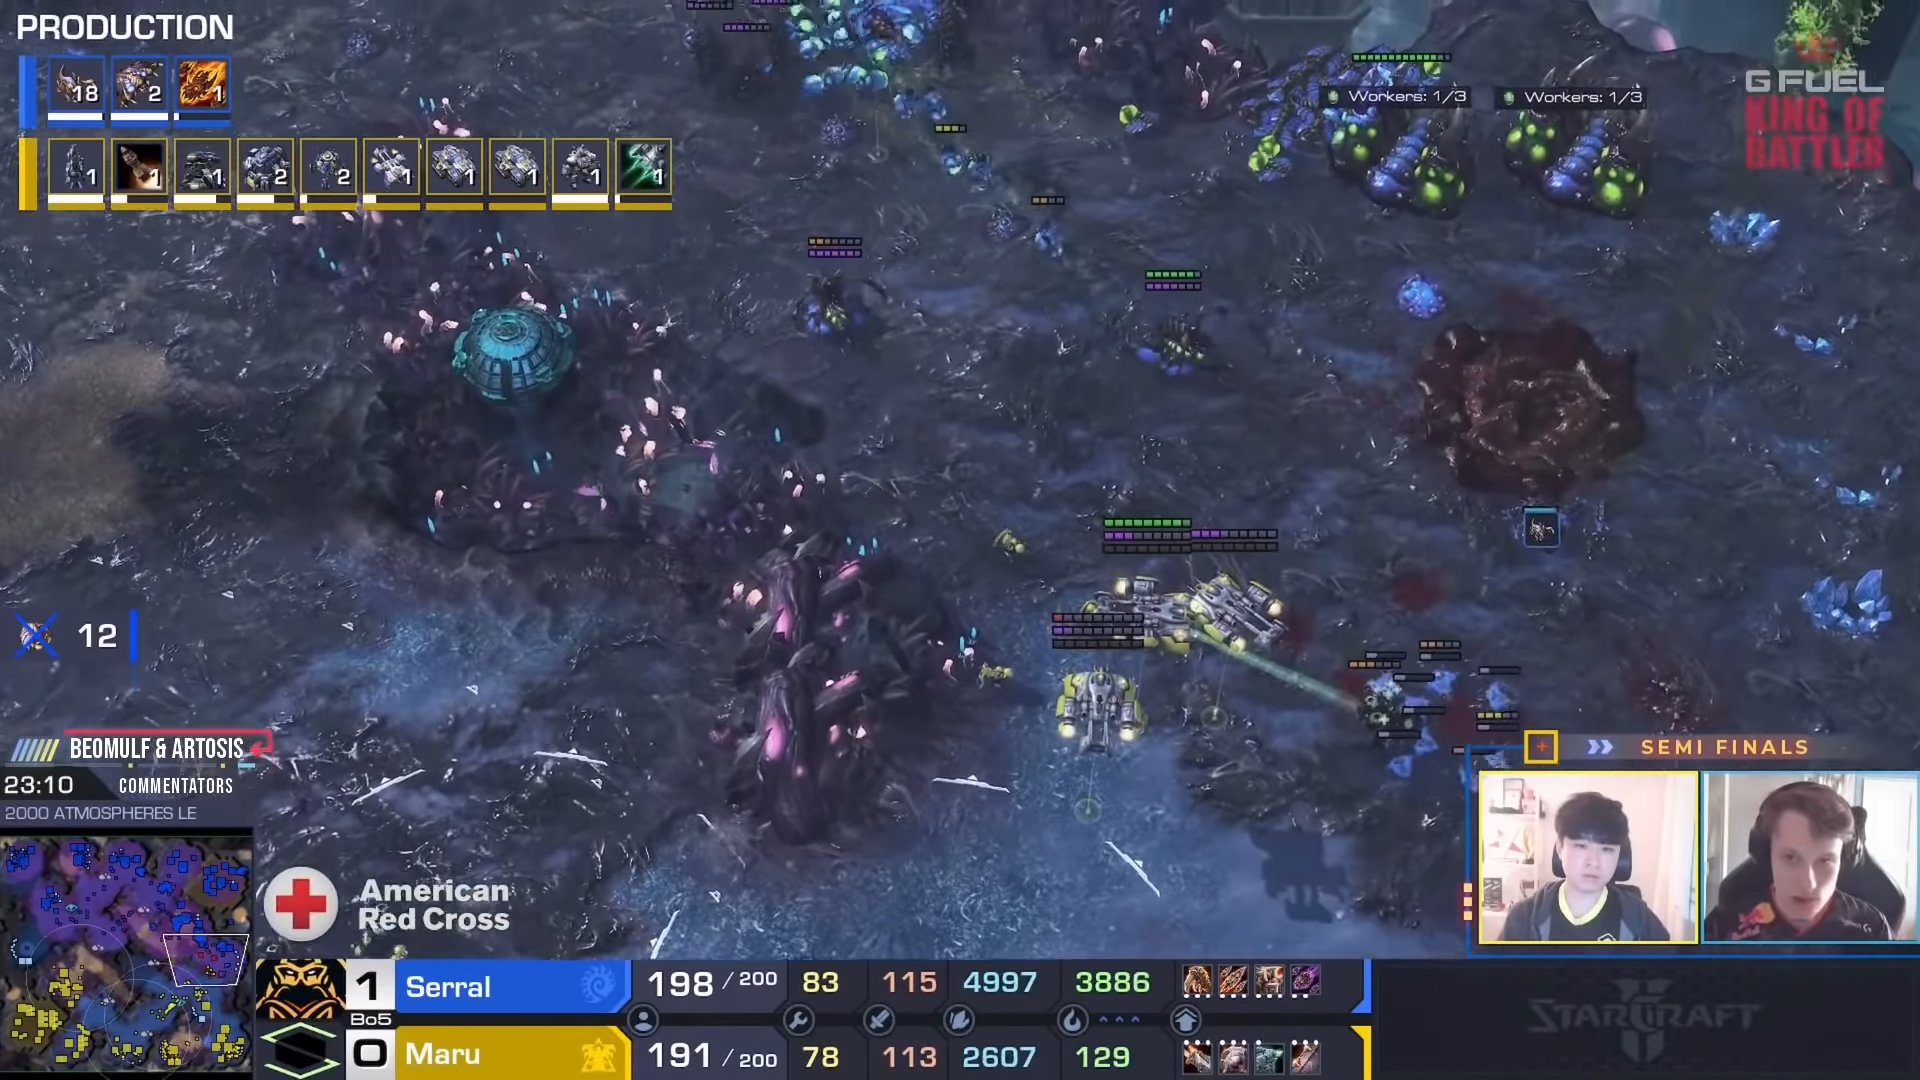 PRODUCTION
18 2 1
1 1 1 2 2 1 1 1 1 1
Workers: 1/3
Workers: 1/3
G FUEL
KING OF
BATTLES
12
BEOMULF & ARTOSIS
COMMENTATORS
23:10
2000 ATMOSPHERES LE
SEMI FINALS
American
Red Cross
1 Serral 198 / 200 83 115 4997 3886
Bo5
0 Maru 191 / 200 78 113 2607 129
STARCRAFT
II